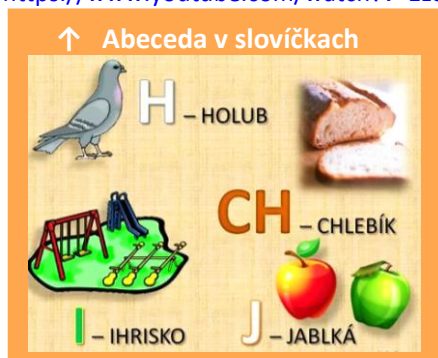 ↑ Abeceda v slovíčkach
H – HOLUB
CH – CHLEBÍK
I – IHRISKO
J – JABLKÁ